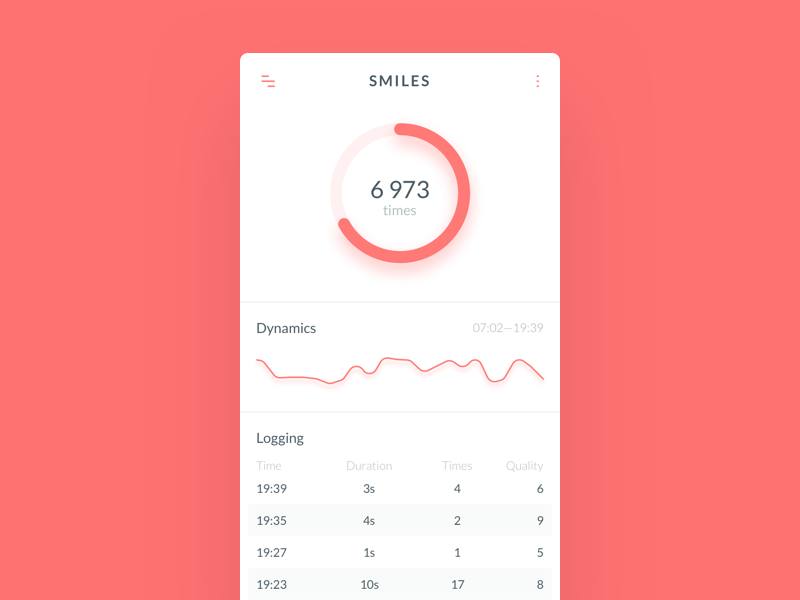 SMILES
6 973
times
Dynamics 07:02—19:39
Logging
Time Duration Times Quality
19:39 3s 4 6
19:35 4s 2 9
19:27 1s 1 5
19:23 10s 17 8